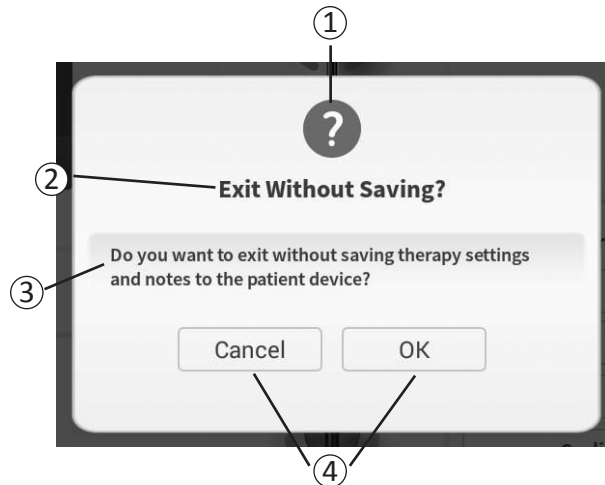 ①
?
②
Exit Without Saving?
Do you want to exit without saving therapy settings
③
and notes to the patient device?
Cancel OK
④